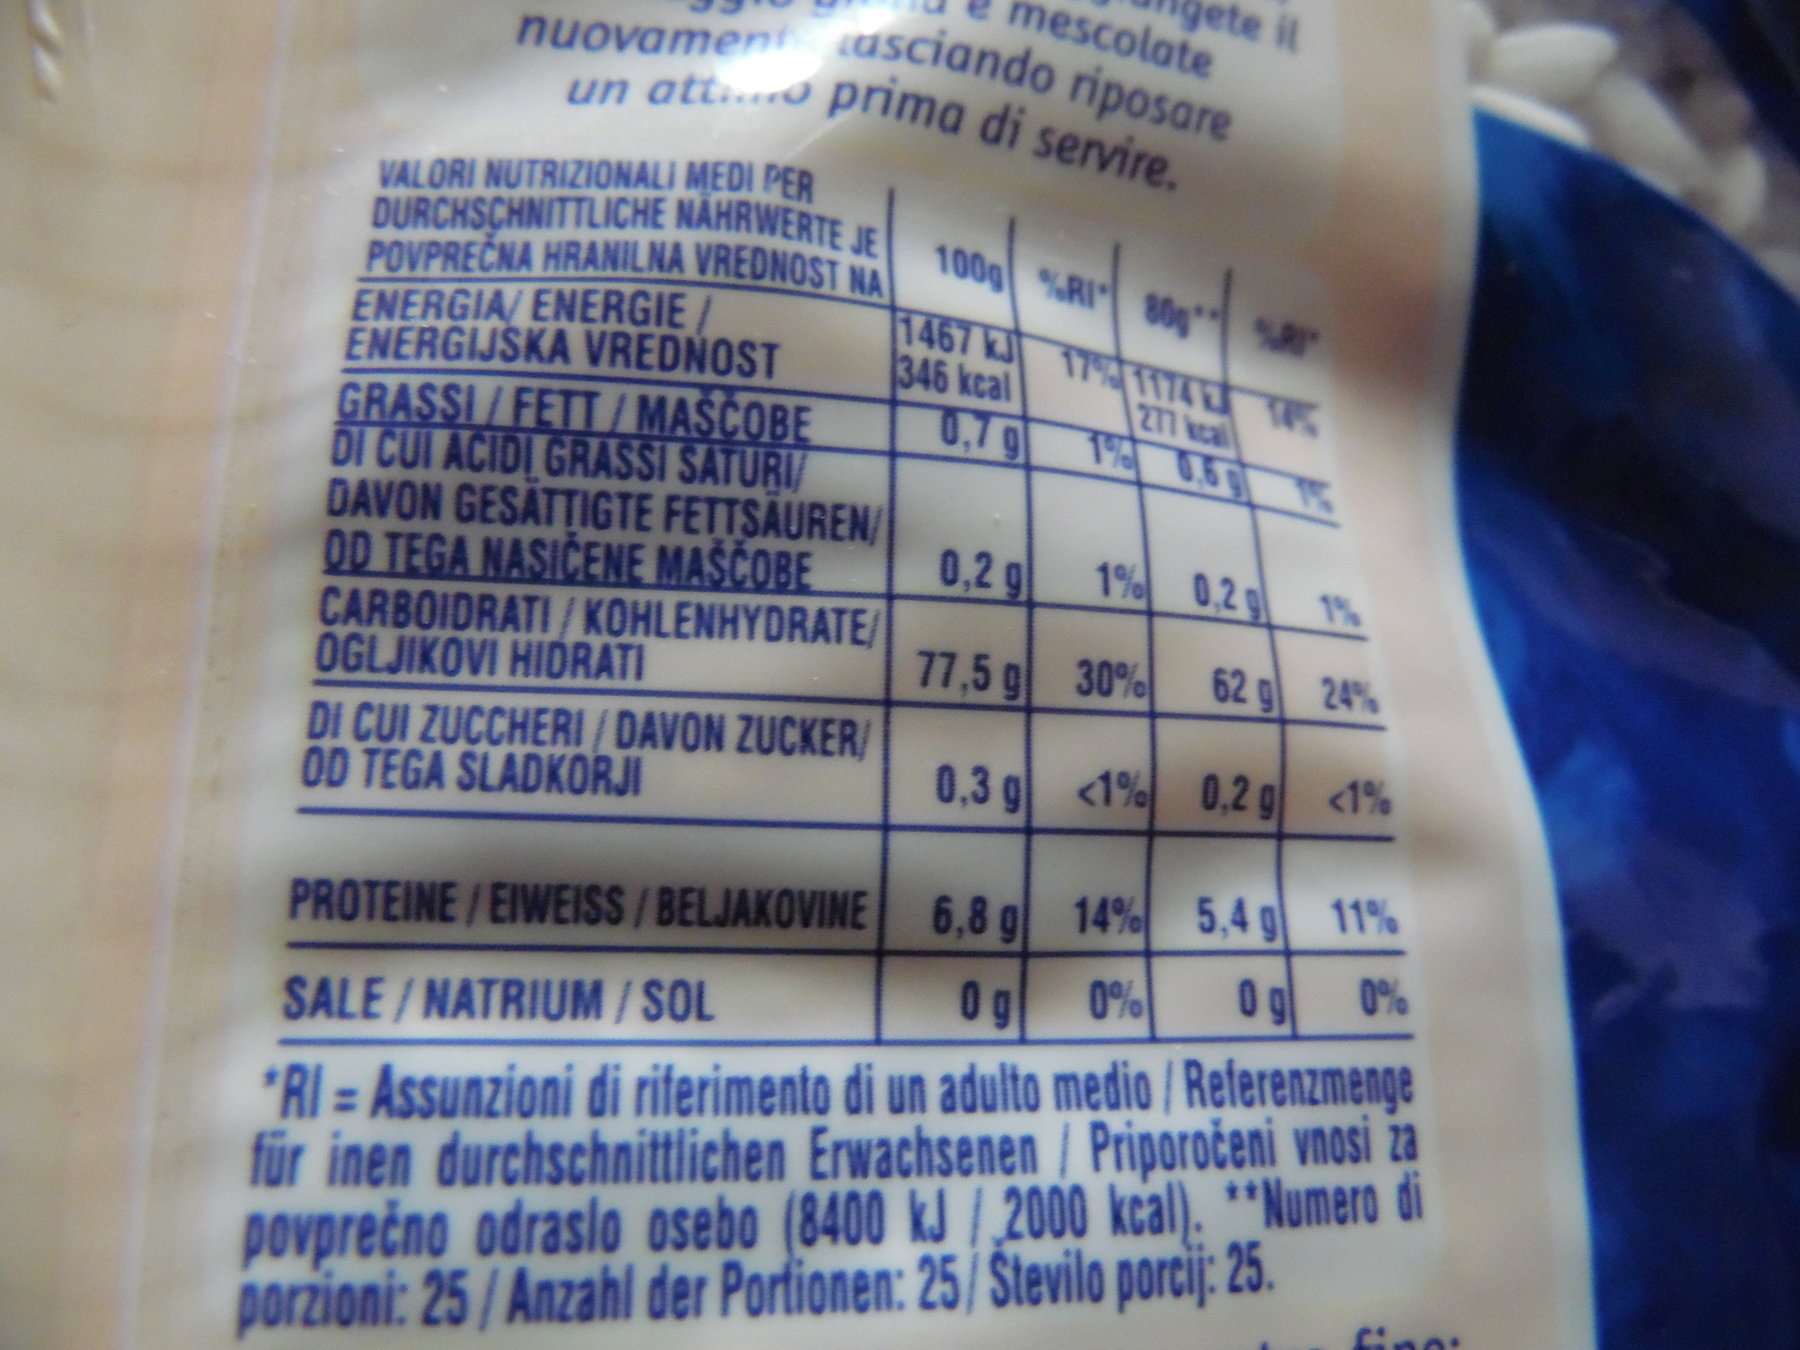 ngete il
e mescolate
lasciando riposare
un attimo prima di servire.
VALORI NUTRIZIONALI MEDI PER
DURCHSCHNITTLICHE NÄHRWERTE JE
POVPREČNA HRANILNA VREDNOST NA 100g %RI* 80g** %RI*
ENERGIA/ ENERGIE /
ENERGIJSKA VREDNOST 1467 kJ 17% 1174 kJ 14%
346 kcal 277 kcal
GRASSI / FETT / MAŠČOBE 0,7 g 1% 0,6 g 1%
DI CUI ACIDI GRASSI SATURI/
DAVON GESÄTTIGTE FETTSÄUREN/
OD TEGA NASIČENE MAŠČOBE 0,2 g 1% 0,2 g 1%
CARBOIDRATI / KOHLENHYDRATE/
OGLJIKOVI HIDRATI 77,5 g 30% 62 g 24%
DI CUI ZUCCHERI / DAVON ZUCKER/
OD TEGA SLADKORJI 0,3 g <1% 0,2 g <1%
PROTEINE / EIWEISS / BELJAKOVINE 6,8 g 14% 5,4 g 11%
SALE / NATRIUM / SOL 0 g 0% 0 g 0%
*RI = Assunzioni di riferimento di un adulto medio / Referenzmenge
für inen durchschnittlichen Erwachsenen / Priporočeni vnosi za
povprečno odraslo osebo (8400 kJ / 2000 kcal). **Numero di
porzioni: 25 / Anzahl der Portionen: 25 / Število porcij: 25.